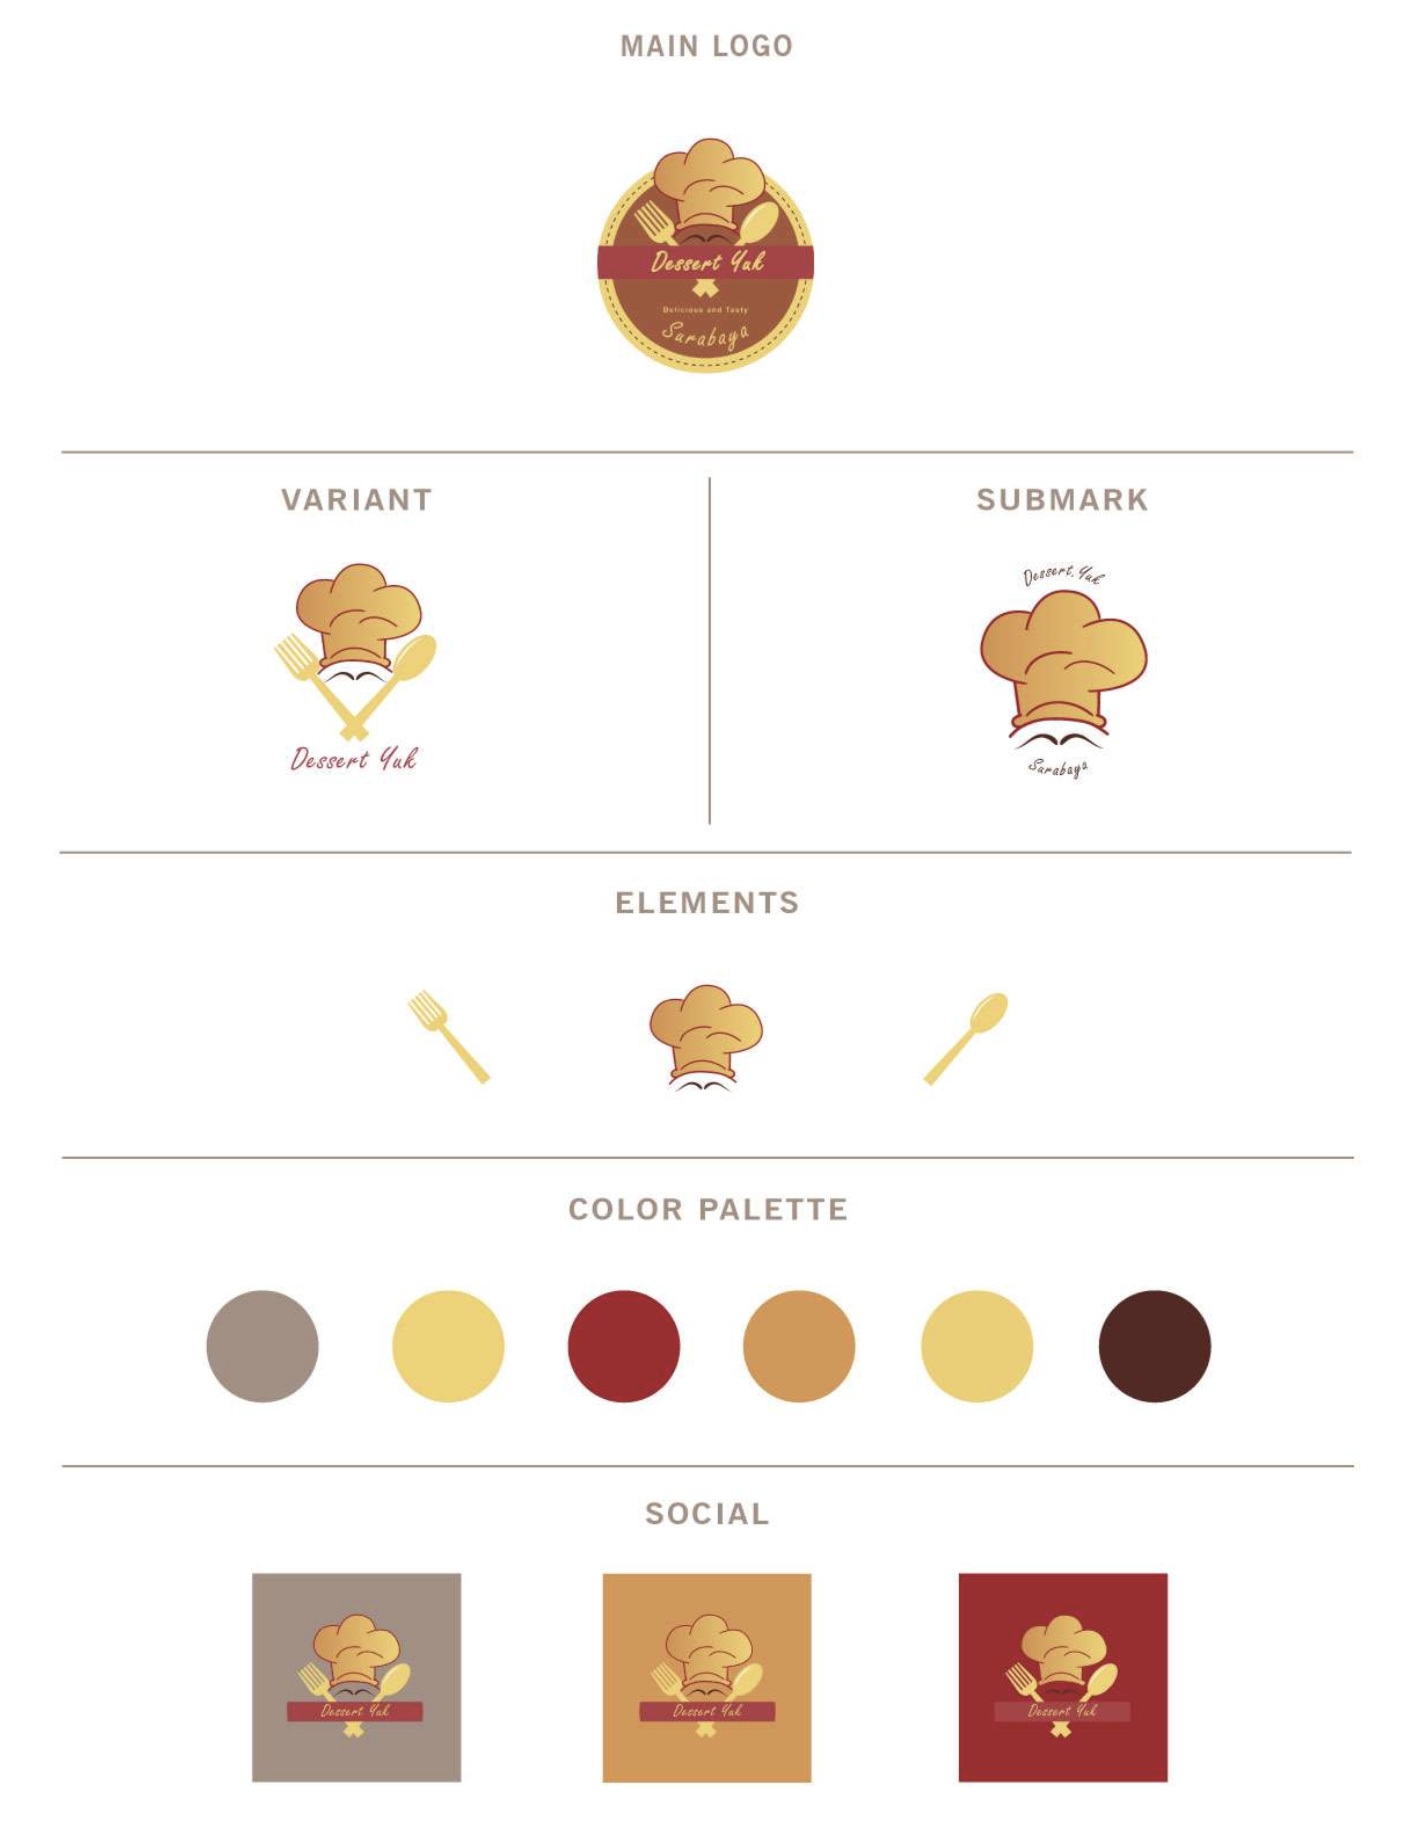 MAIN LOGO
Dessert Yuk
Delicious and Tasty
Surabaya
VARIANT
SUBMARK
Dessert Yuk
Dessert Yuk
Surabaya
ELEMENTS
COLOR PALETTE
SOCIAL
Dessert Yuk
Dessert Yuk
Dessert Yuk